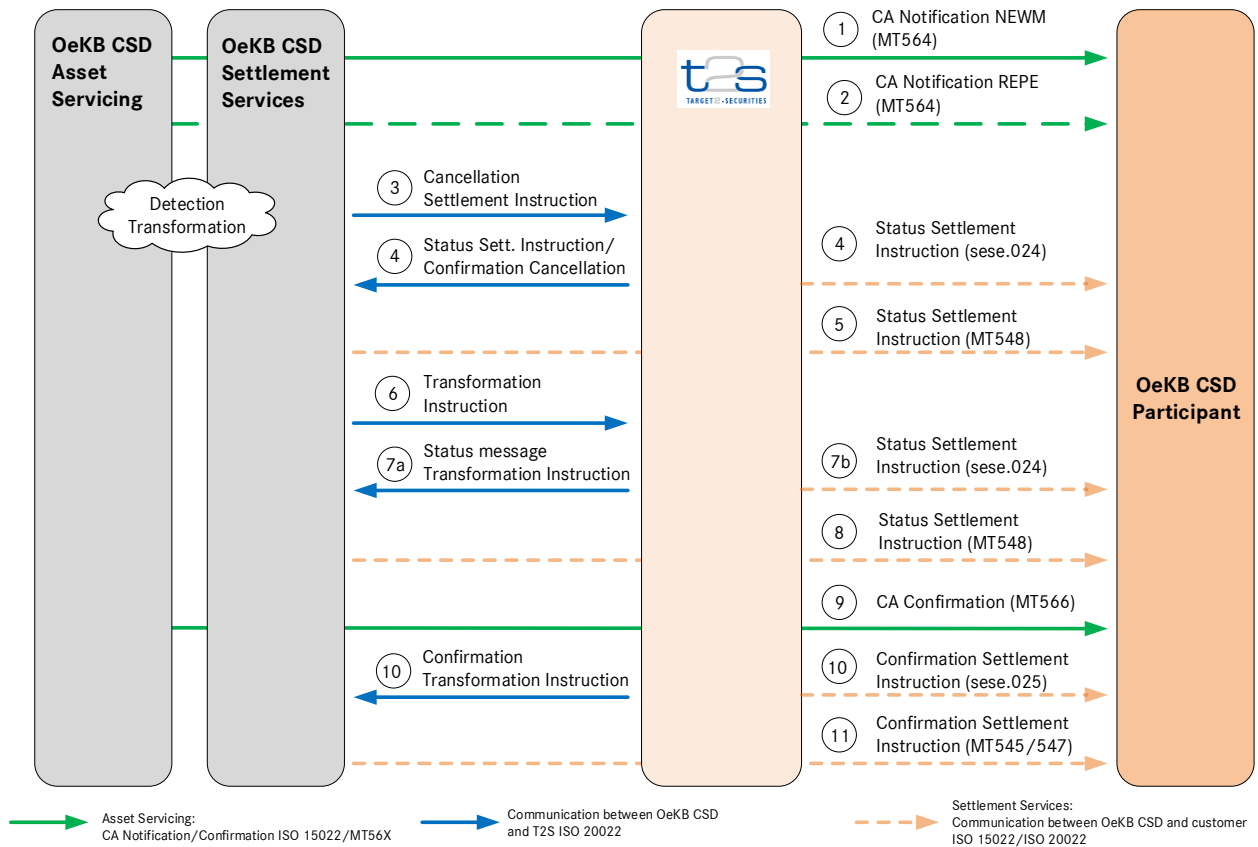 OeKB CSD
Asset
Servicing
OeKB CSD
Settlement
Services
t2s
TARGET2-SECURITIES
1
CA Notification NEWM
(MT564)
2
CA Notification REPE
(MT564)
Detection
Transformation
3
Cancellation
Settlement Instruction
4
Status Sett. Instruction/
Confirmation Cancellation
4
Status Settlement
Instruction (sese.024)
5
Status Settlement
Instruction (MT548)
6
Transformation
Instruction
7a
Status message
Transformation Instruction
7b
Status Settlement
Instruction (sese.024)
8
Status Settlement
Instruction (MT548)
9
CA Confirmation (MT566)
10
Confirmation
Transformation Instruction
10
Confirmation Settlement
Instruction (sese.025)
11
Confirmation Settlement
Instruction (MT545/547)
OeKB CSD
Participant
Asset Servicing:
CA Notification/Confirmation ISO 15022/MT56X
Communication between OeKB CSD
and T2S ISO 20022
Settlement Services:
Communication between OeKB CSD and customer
ISO 15022/ISO 20022